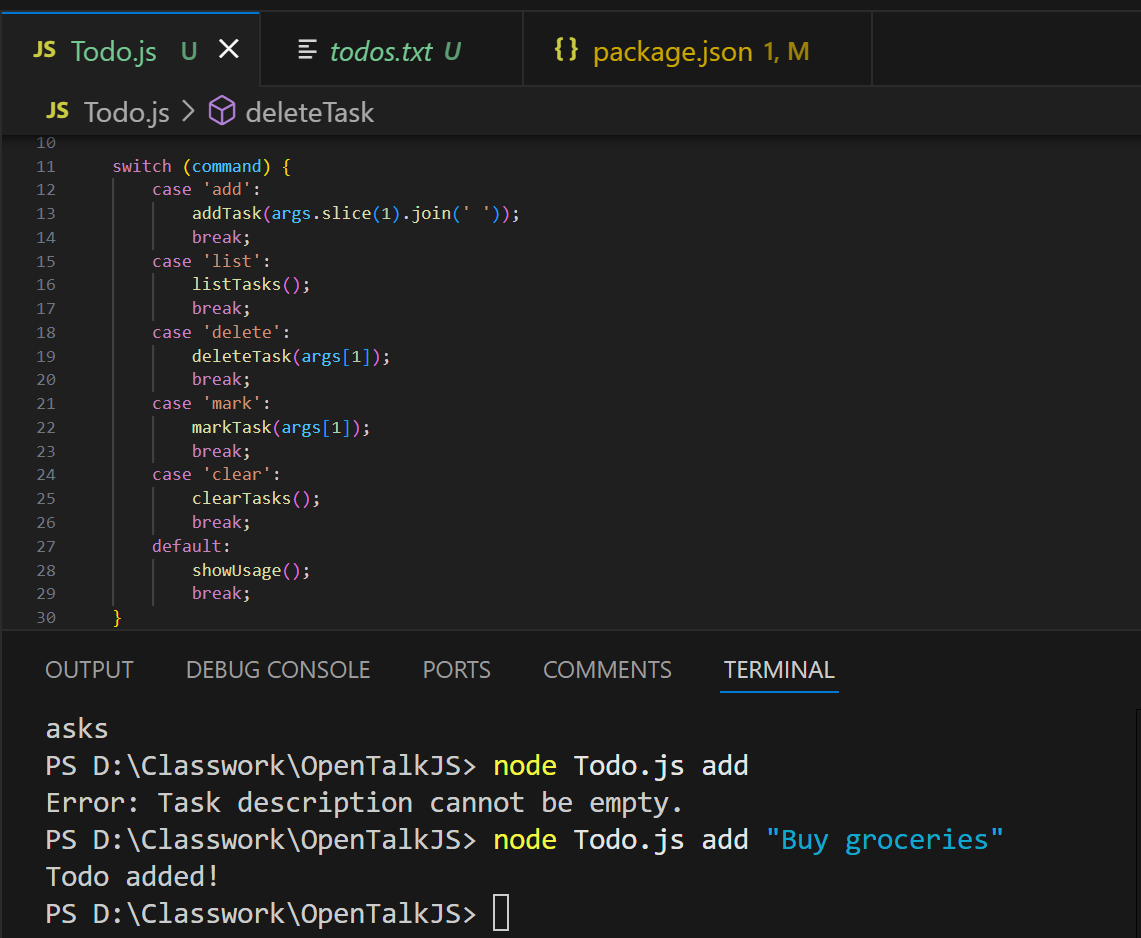 JS Todo.js U
todos.txt U
{} package.json 1, M
JS Todo.js > deleteTask
10
11 switch (command) {
12 case 'add':
13 addTask(args.slice(1).join(' '));
14 break;
15 case 'list':
16 listTasks();
17 break;
18 case 'delete':
19 deleteTask(args[1]);
20 break;
21 case 'mark':
22 markTask(args[1]);
23 break;
24 case 'clear':
25 clearTasks();
26 break;
27 default:
28 showUsage();
29 break;
30 }
OUTPUT DEBUG CONSOLE PORTS COMMENTS TERMINAL
asks
PS D:\Classwork\OpenTalkJS> node Todo.js add
Error: Task description cannot be empty.
PS D:\Classwork\OpenTalkJS> node Todo.js add "Buy groceries"
Todo added!
PS D:\Classwork\OpenTalkJS>